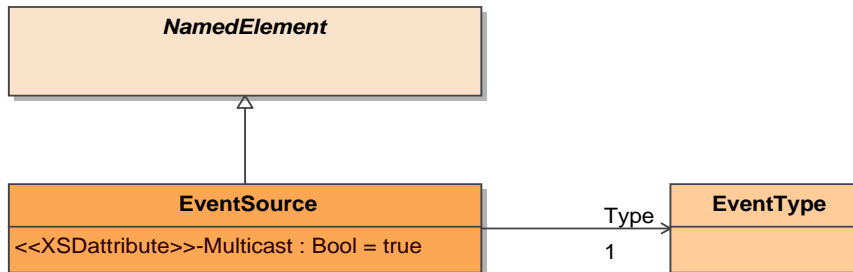 NamedElement
EventSource
<<XSDattribute>>-Multicast : Bool = true
Type
1
EventType